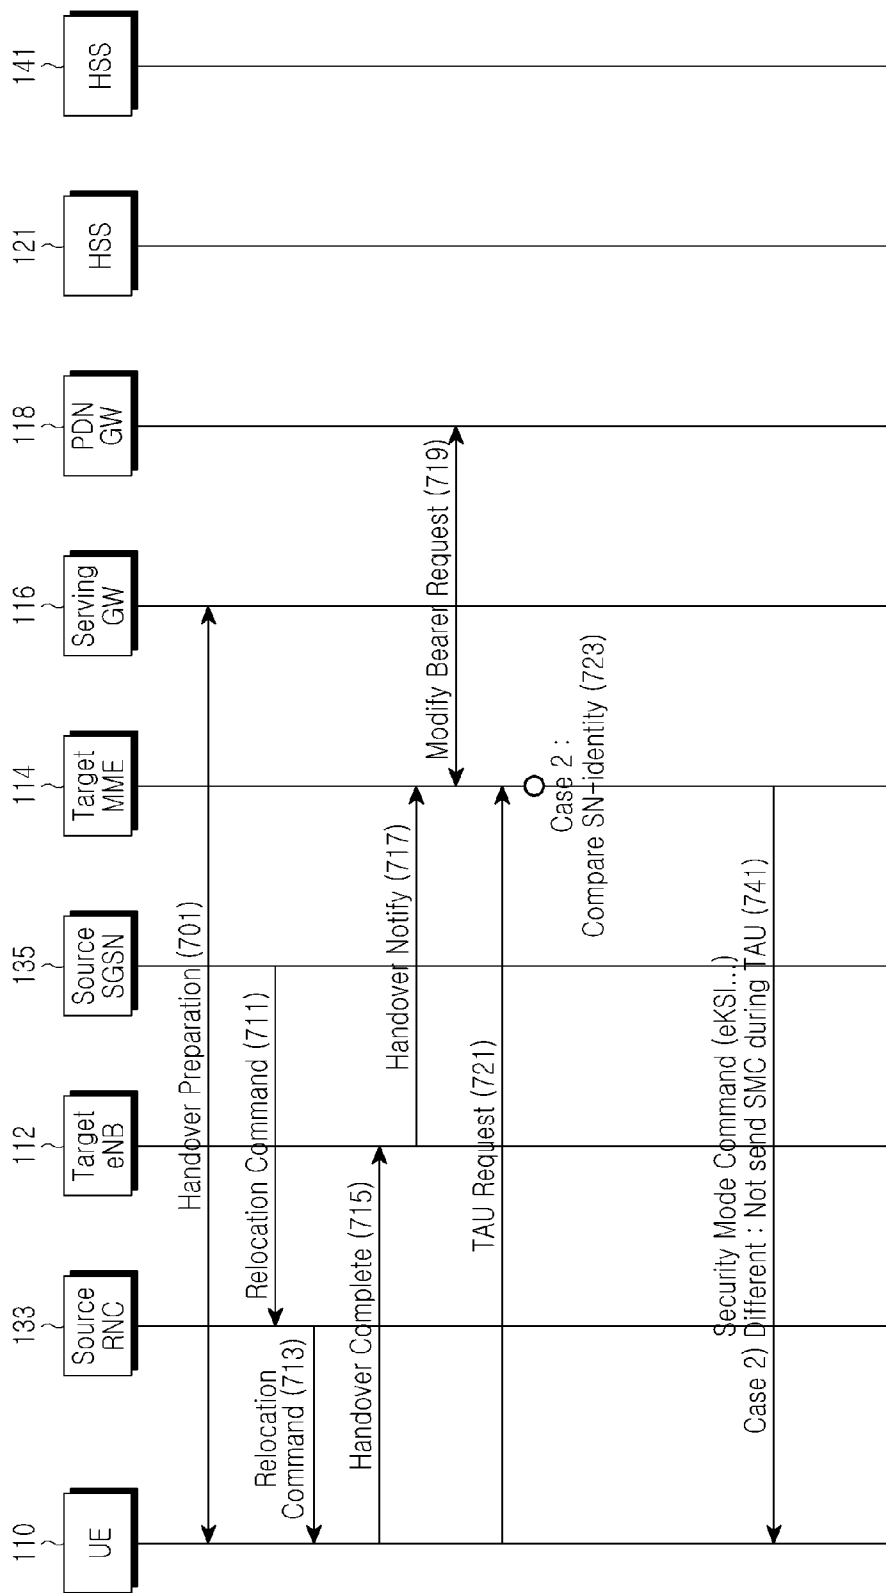 110
UE
133
Source
RNC
112
Target
eNB
135
Source
SGSN
114
Target
MME
116
Serving
GW
118
PDN
GW
121
HSS
141
HSS
Handover Preparation (701)
Relocation Command (711)
Relocation
Command (713)
Handover Complete (715)
Handover Notify (717)
Modify Bearer Request (719)
TAU Request (721)
Case 2 :
Compare SN-identity (723)
Security Mode Command (eKSI...)
Case 2) Different : Not send SMC during TAU (741)